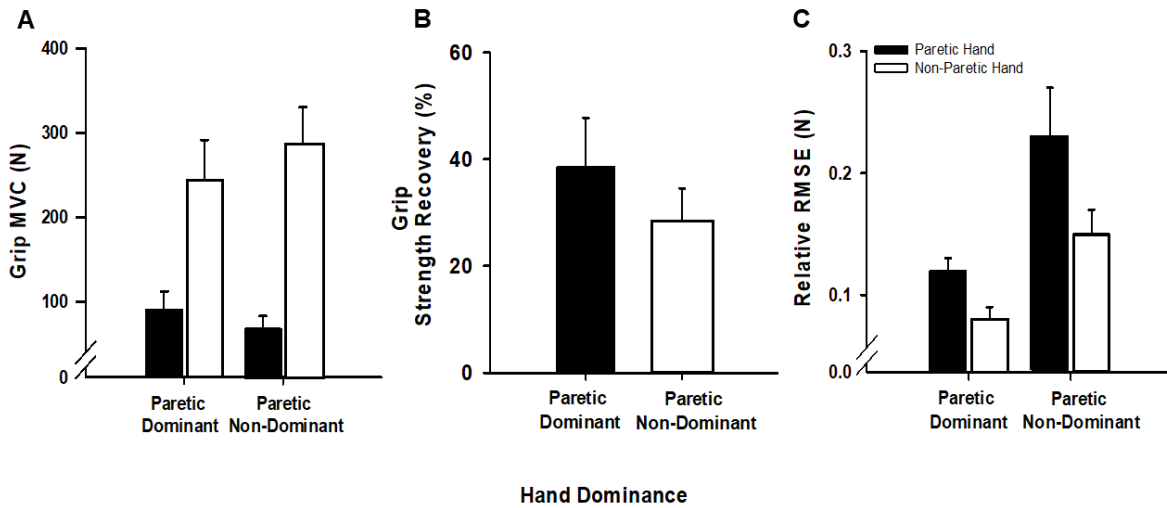 A
Grip MVC (N)
400
300
200
100
0
Paretic
Dominant
Paretic
Non-Dominant
B
Grip
Strength Recovery (%)
60
40
20
0
Paretic
Dominant
Paretic
Non-Dominant
C
Relative RMSE (N)
0.3
0.2
0.1
0.0
Paretic Hand
Non-Paretic Hand
Paretic
Dominant
Paretic
Non-Dominant
Hand Dominance